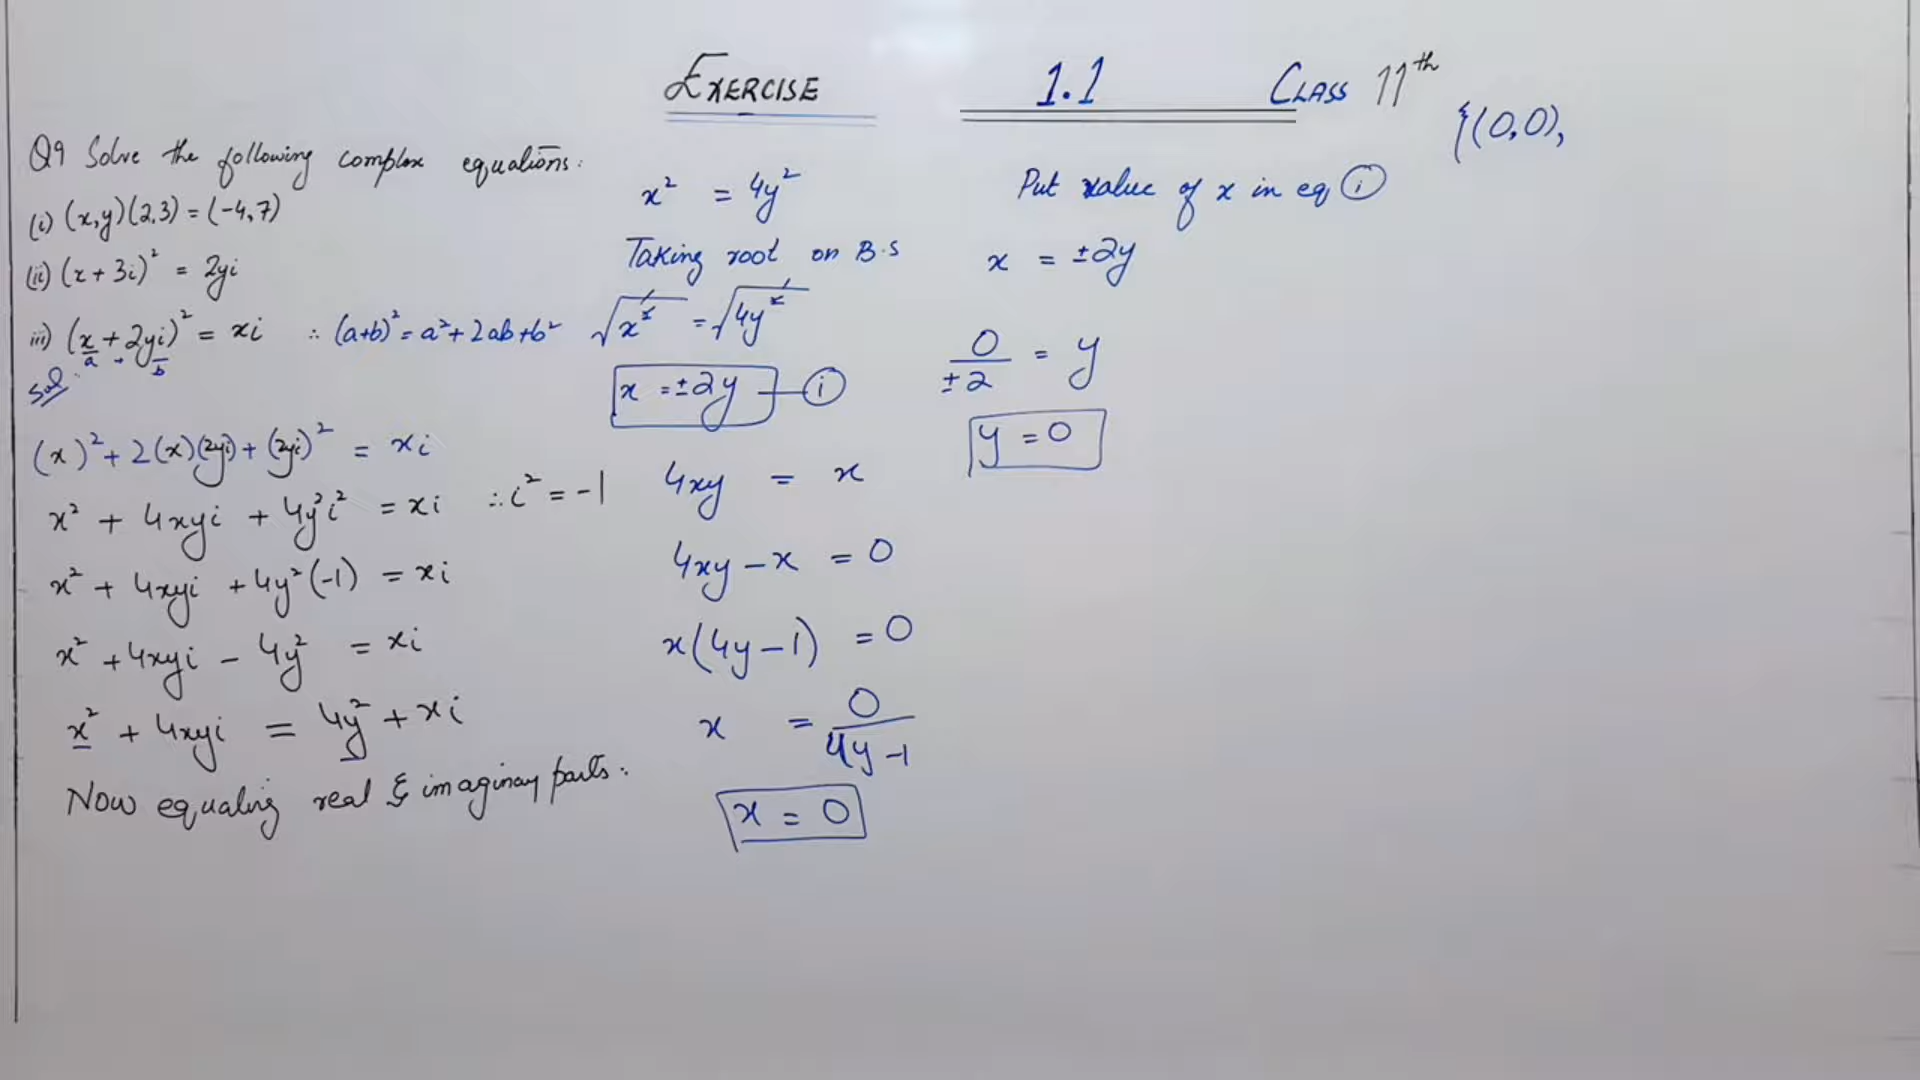 EXERCISE 1.1 CLASS 11th
{(0,0),
Q9 Solve the following complex equations:
(i) (x,y)(2,3) = (-4,7)
(ii) (x + 3i)² = 2yi
iii) (x + 2yi)² = xi ∴ (a+b)² = a² + 2ab + b²
a + b
Sol:
(x)² + 2(x)(2yi) + (2yi)² = xi
x² + 4xyi + 4y²i² = xi ∴ i² = -1
x² + 4xyi + 4y²(-1) = xi
x² + 4xyi - 4y² = xi
x² + 4xyi = 4y² + xi
Now equaling real & imaginary parts.
x² = 4y²
Taking root on B.S
√x² = √4y²
x = ±2y — (i)
4xy = x
4xy - x = 0
x(4y - 1) = 0
x = 0/4y - 1
x = 0
Put value of x in eq (i)
x = ±2y
0/±2 = y
y = 0